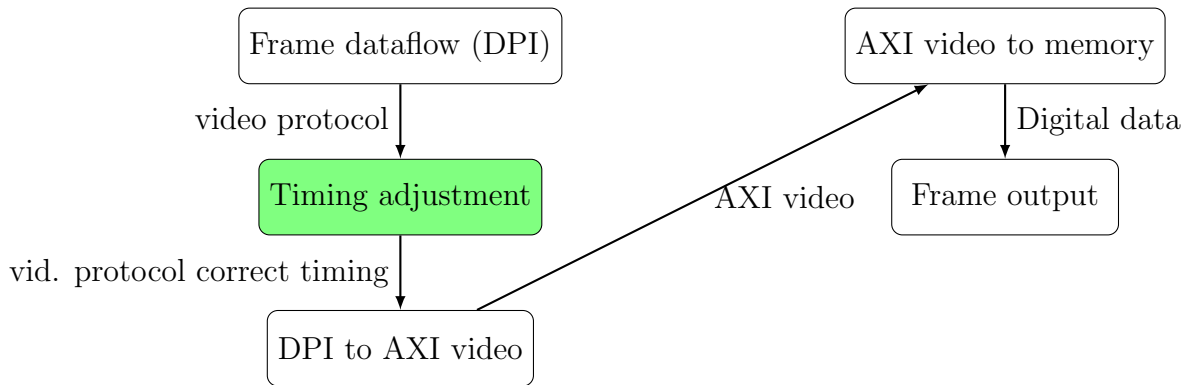 Frame dataflow (DPI)
video protocol
Timing adjustment
vid. protocol correct timing
DPI to AXI video
AXI video
AXI video to memory
Digital data
Frame output